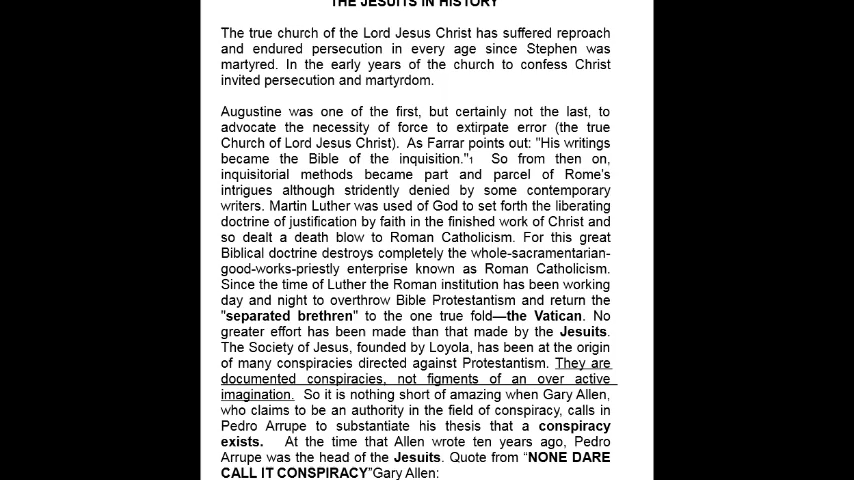 THE JESUITS IN HISTORY
The true church of the Lord Jesus Christ has suffered reproach
and endured persecution in every age since Stephen was
martyred. In the early years of the church to confess Christ
invited persecution and martyrdom.
Augustine was one of the first, but certainly not the last, to
advocate the necessity of force to extirpate error (the true
Church of Lord Jesus Christ). As Farrar points out: "His writings
became the Bible of the inquisition."1 So from then on,
inquisitorial methods became part and parcel of Rome's
intrigues although stridently denied by some contemporary
writers. Martin Luther was used of God to set forth the liberating
doctrine of justification by faith in the finished work of Christ and
so dealt a death blow to Roman Catholicism. For this great
Biblical doctrine destroys completely the whole-sacramentarian-
good-works-priestly enterprise known as Roman Catholicism.
Since the time of Luther the Roman institution has been working
day and night to overthrow Bible Protestantism and return the
"separated brethren" to the one true fold—the Vatican. No
greater effort has been made than that made by the Jesuits.
The Society of Jesus, founded by Loyola, has been at the origin
of many conspiracies directed against Protestantism. They are
documented conspiracies, not figments of an over active
imagination. So it is nothing short of amazing when Gary Allen,
who claims to be an authority in the field of conspiracy, calls in
Pedro Arrupe to substantiate his thesis that a conspiracy
exists. At the time that Allen wrote ten years ago, Pedro
Arrupe was the head of the Jesuits. Quote from “NONE DARE
CALL IT CONSPIRACY”Gary Allen: